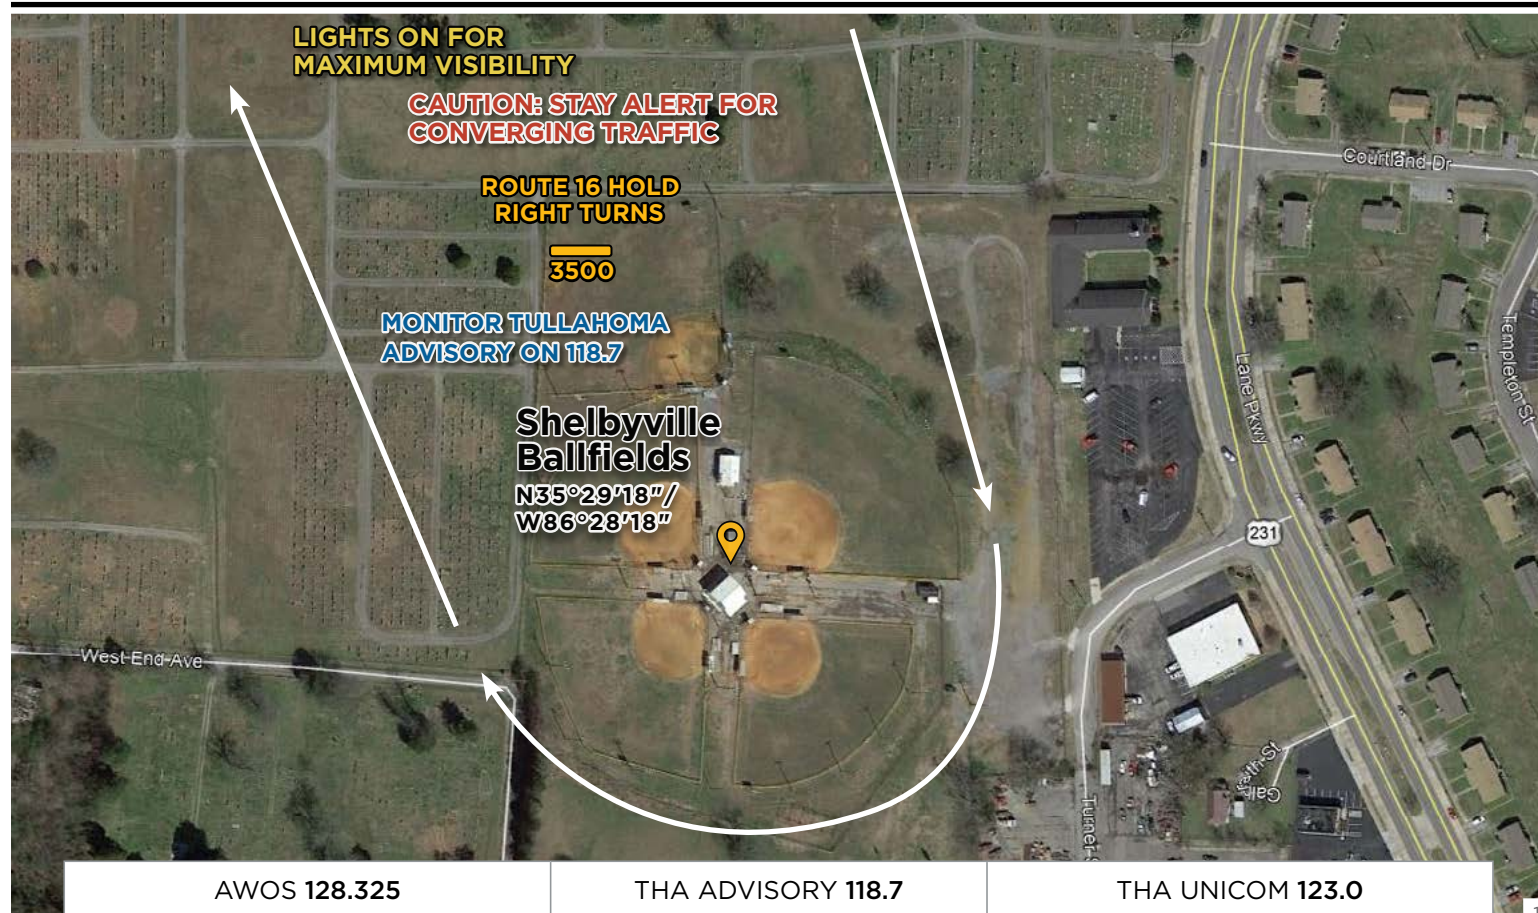 LIGHTS ON FOR
MAXIMUM VISIBILITY
CAUTION: STAY ALERT FOR
CONVERGING TRAFFIC
Courtland Dr
ROUTE 16 HOLD
RIGHT TURNS
3500
MONITOR TULLAHOMA
ADVISORY ON 118.7
Templeton St
Lane Pkwy
Shelbyville
Ballfields
N35°29'18"/
W86°28'18"
231
West End Ave
Turner
AWOS 128.325
THA ADVISORY 118.7
THA UNICOM 123.0